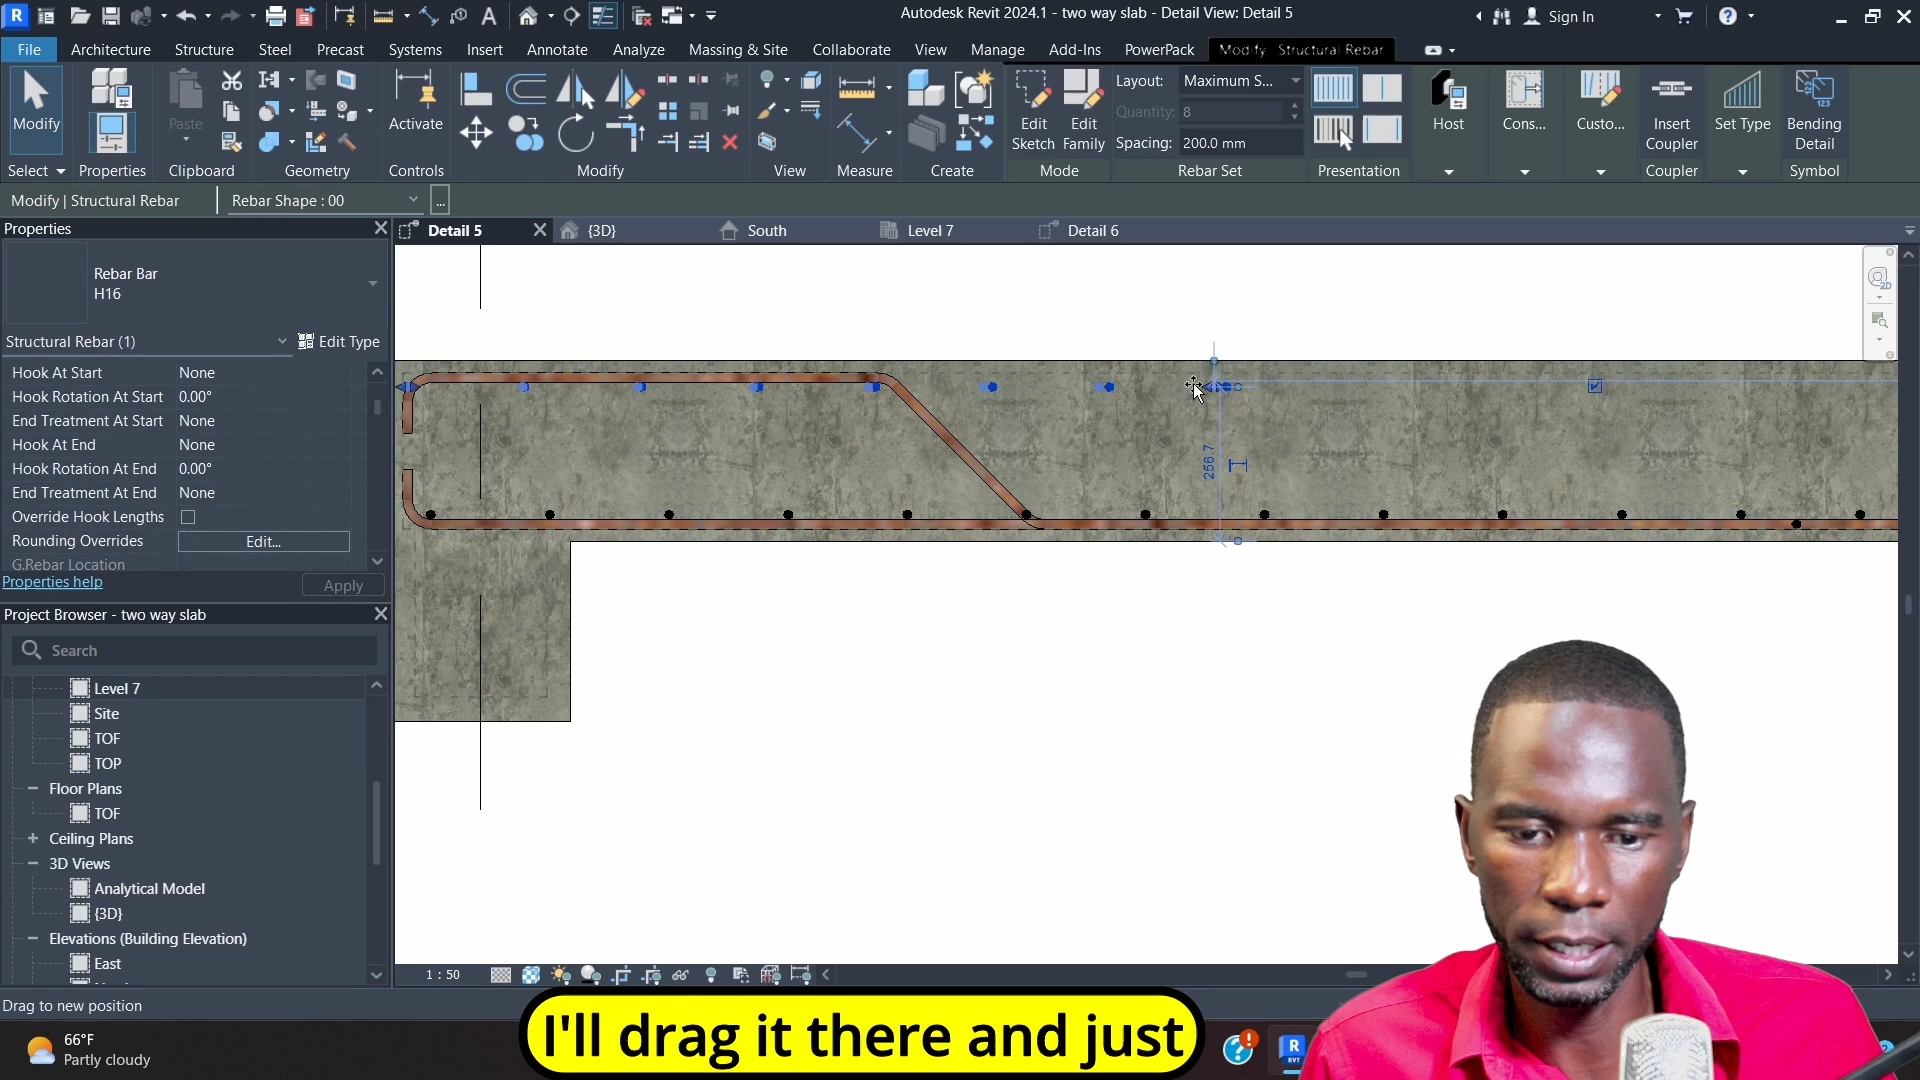 Autodesk Revit 2024.1 - two way slab - Detail View: Detail 5
Sign In
File Architecture Structure Steel Precast Systems Insert Annotate Analyze Massing & Site Collaborate View Manage Add-Ins PowerPack Modify | Structural Rebar
Modify
Paste
Activate
Edit Sketch
Edit Family
Layout: Maximum S...
Quantity: 8
Spacing: 200.0 mm
Host
Cons...
Custo...
Insert Coupler
Set Type
Bending Detail
Select Properties Clipboard Geometry Controls Modify View Measure Create Mode Rebar Set Presentation Coupler Symbol
Modify | Structural Rebar
Rebar Shape : 00
...
Properties
Detail 5
{3D}
South
Level 7
Detail 6
Rebar Bar
H16
Structural Rebar (1)
Edit Type
Hook At Start None
Hook Rotation At Start 0.00°
End Treatment At Start None
Hook At End None
Hook Rotation At End 0.00°
End Treatment At End None
Override Hook Lengths
Rounding Overrides Edit...
G.Rebar Location
Properties help
Apply
256.7
2D
Project Browser - two way slab
Search
Level 7
Site
TOF
TOP
Floor Plans
TOF
Ceiling Plans
3D Views
Analytical Model
{3D}
Elevations (Building Elevation)
East
1 : 50
Drag to new position
I'll drag it there and just
66°F
Partly cloudy